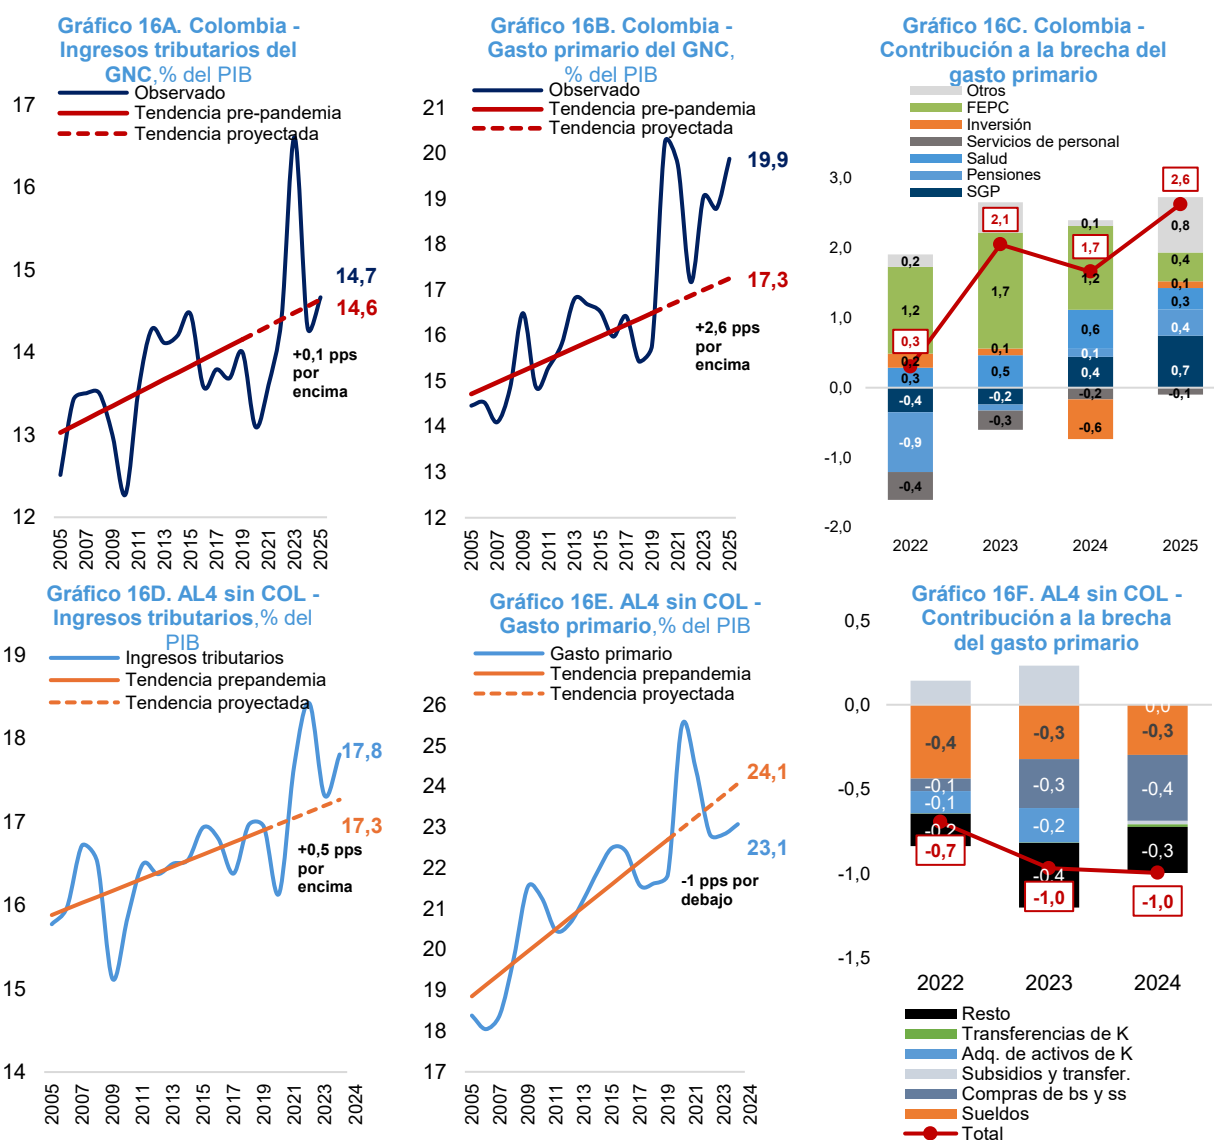 Gráfico 16A. Colombia -
Ingresos tributarios del
GNC,% del PIB
Observado
Tendencia pre-pandemia
Tendencia proyectada
17
16
15
14
13
12
14,7
14,6
+0,1 pps
por
encima
2005
2007
2009
2011
2013
2015
2017
2019
2021
2023
2025
Gráfico 16B. Colombia -
Gasto primario del GNC,
% del PIB
Observado
Tendencia pre-pandemia
Tendencia proyectada
21
20
19
18
17
16
15
14
13
12
19,9
17,3
+2,6 pps
por
encima
2005
2007
2009
2011
2013
2015
2017
2019
2021
2023
2025
Gráfico 16C. Colombia -
Contribución a la brecha del
gasto primario
Otros
FEPC
Inversión
Servicios de personal
Salud
Pensiones
SGP
3,0
2,0
1,0
0,0
-1,0
-2,0
0,2
1,2
0,3
0,2
0,3
-0,4
-0,9
-0,4
2,1
1,7
0,1
0,5
-0,2
-0,3
0,1
1,7
1,2
0,6
0,1
0,4
-0,2
-0,6
2,6
0,8
0,4
0,1
0,3
0,4
0,7
-0,1
2022
2023
2024
2025
Gráfico 16D. AL4 sin COL -
Ingresos tributarios,% del
PIB
Ingresos tributarios
Tendencia prepandemia
Tendencia proyectada
19
18
17
16
15
14
17,8
17,3
+0,5 pps
por
encima
2005
2007
2009
2011
2013
2015
2017
2019
2021
2023
2024
Gráfico 16E. AL4 sin COL -
Gasto primario,% del PIB
Gasto primario
Tendencia prepandemia
Tendencia proyectada
26
25
24
23
22
21
20
19
18
17
24,1
23,1
-1 pps por
debajo
2005
2007
2009
2011
2013
2015
2017
2019
2021
2023
2024
Gráfico 16F. AL4 sin COL -
Contribución a la brecha
del gasto primario
0,5
0,0
-0,5
-1,0
-1,5
-0,4
-0,1
-0,1
-0,2
-0,7
-0,3
-0,3
-0,2
-0,4
-1,0
0,0
-0,3
-0,4
-0,3
-1,0
2022
2023
2024
Resto
Transferencias de K
Adq. de activos de K
Subsidios y transfer.
Compras de bs y ss
Sueldos
Total